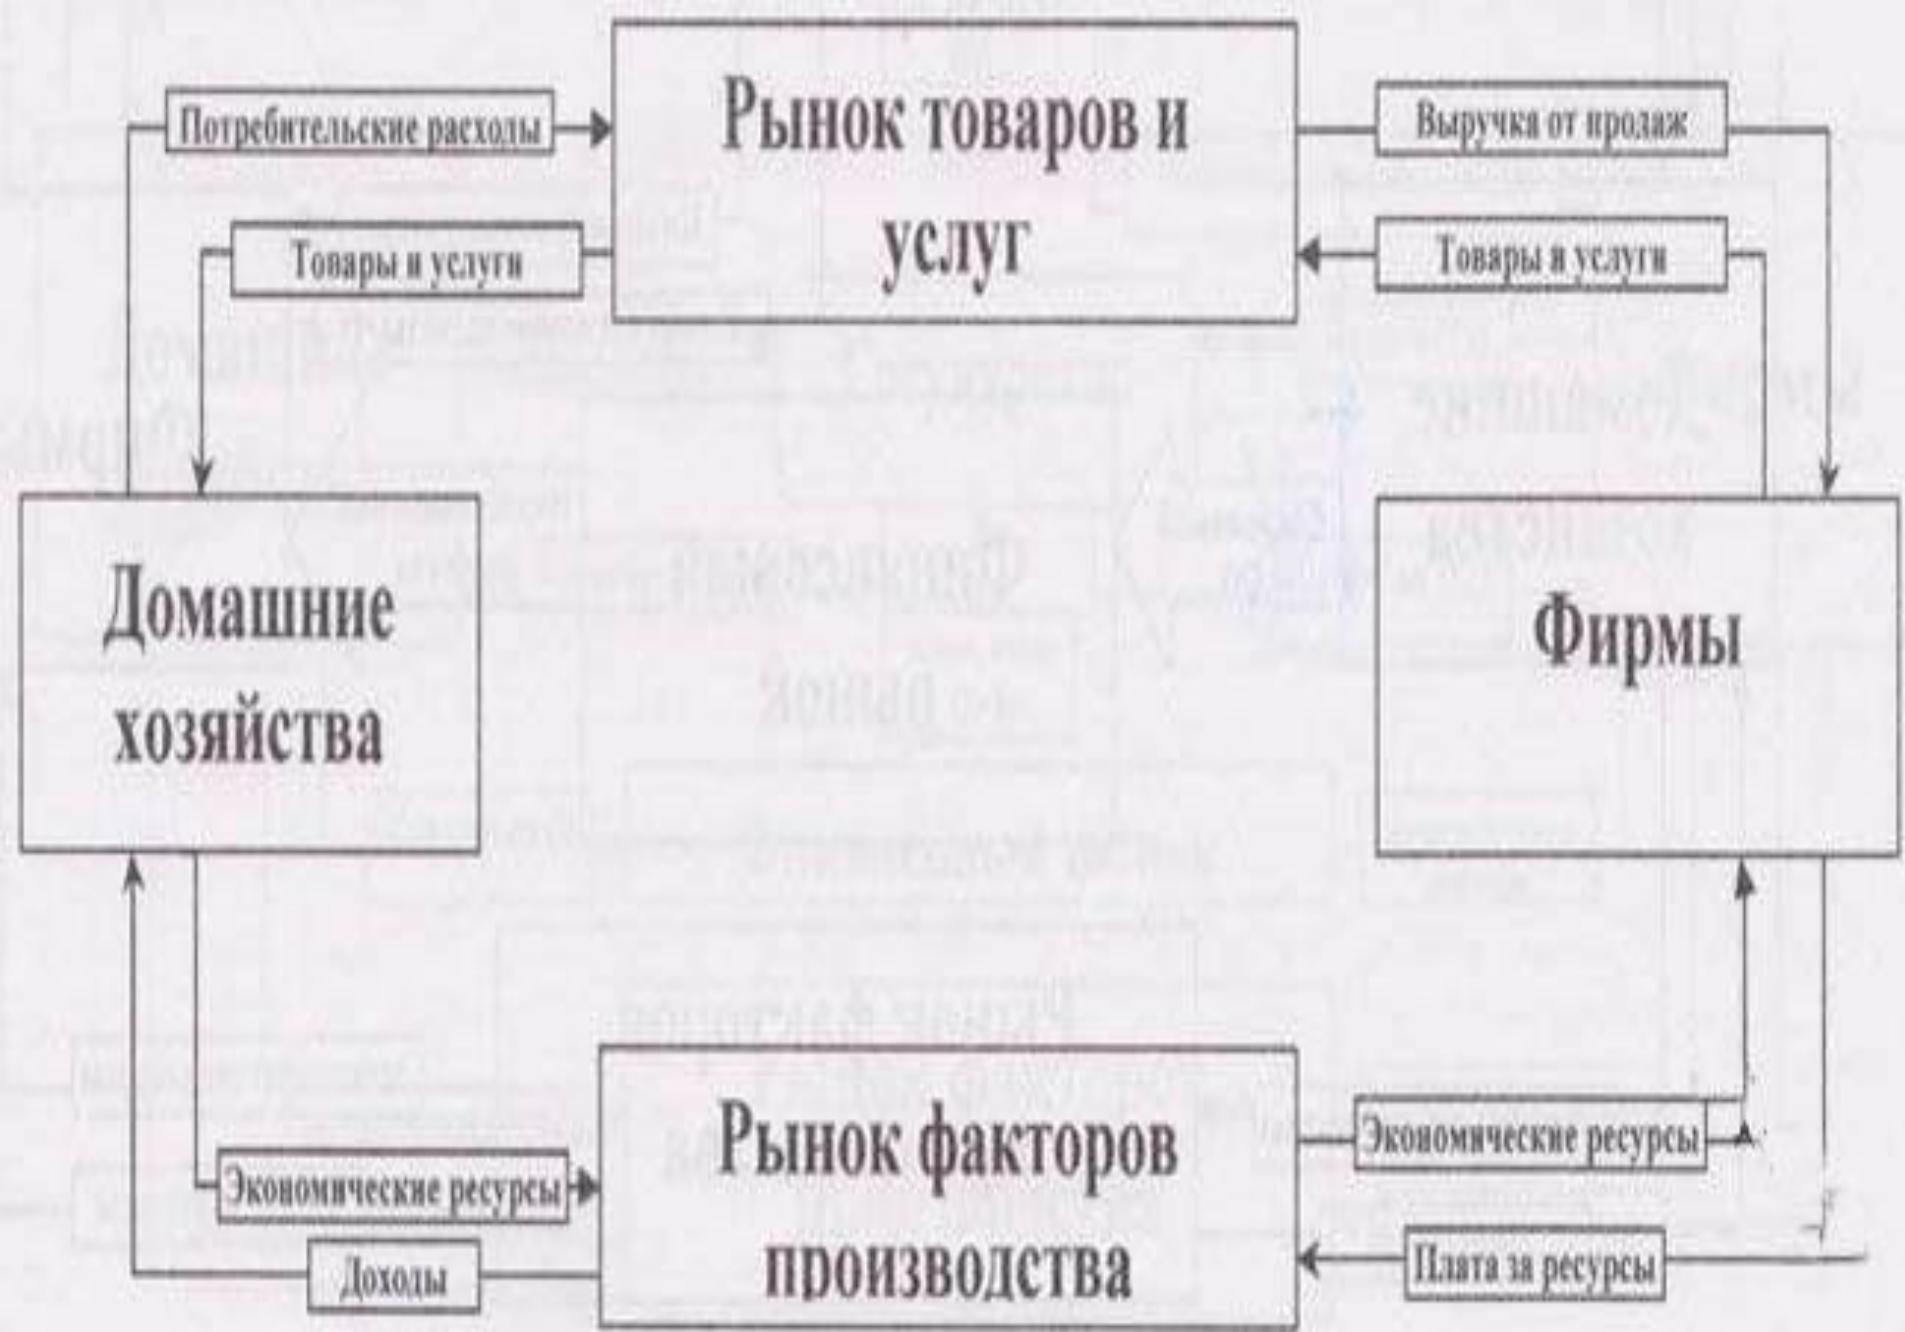 Рынок товаров и
услуг
Потребительские расходы
Выручка от продаж
Товары и услуги
Товары и услуги
Домашние
хозяйства
Фирмы
Рынок факторов
производства
Экономические ресурсы
Экономические ресурсы
Доходы
Плата за ресурсы